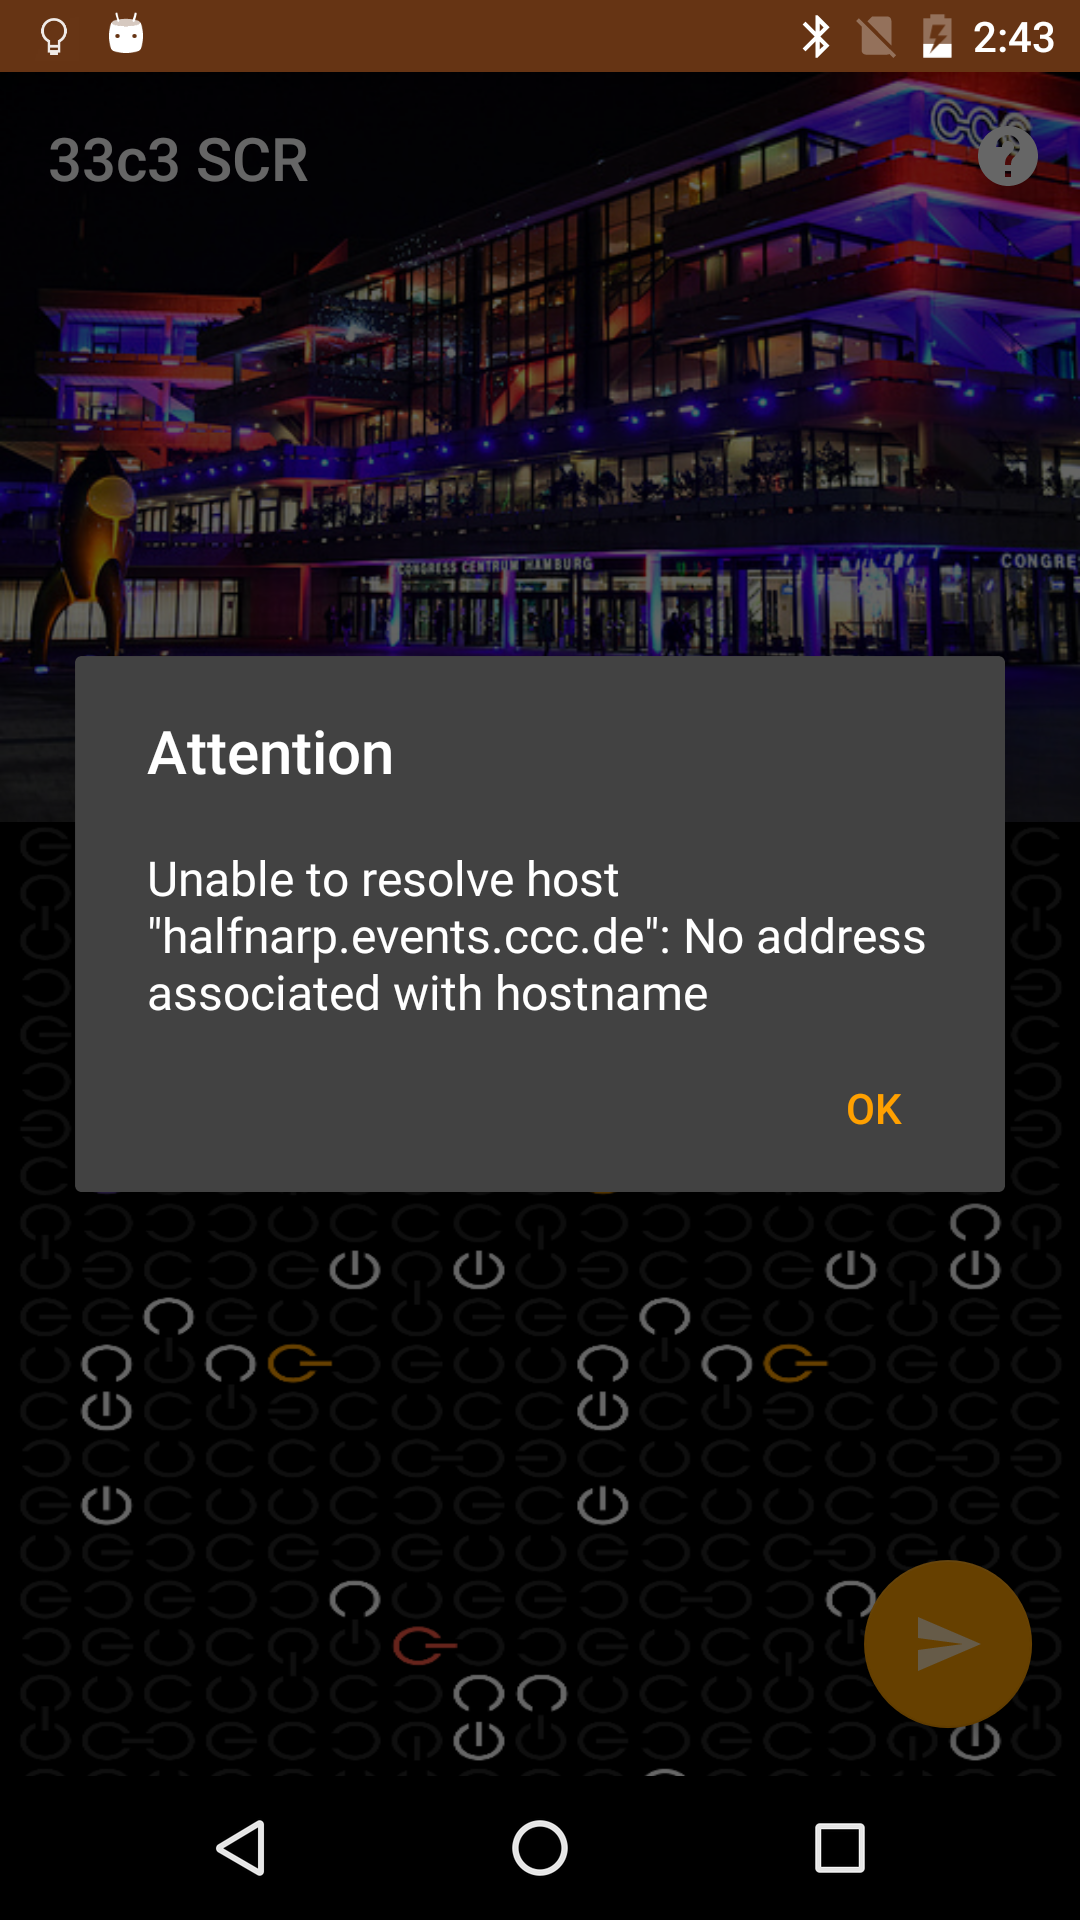 2:43
33c3 SCR
CCC
CONGRESS CENTRUM HAMBURG
CONGRE
Attention
Unable to resolve host
"halfnarp.events.ccc.de": No address
associated with hostname
OK